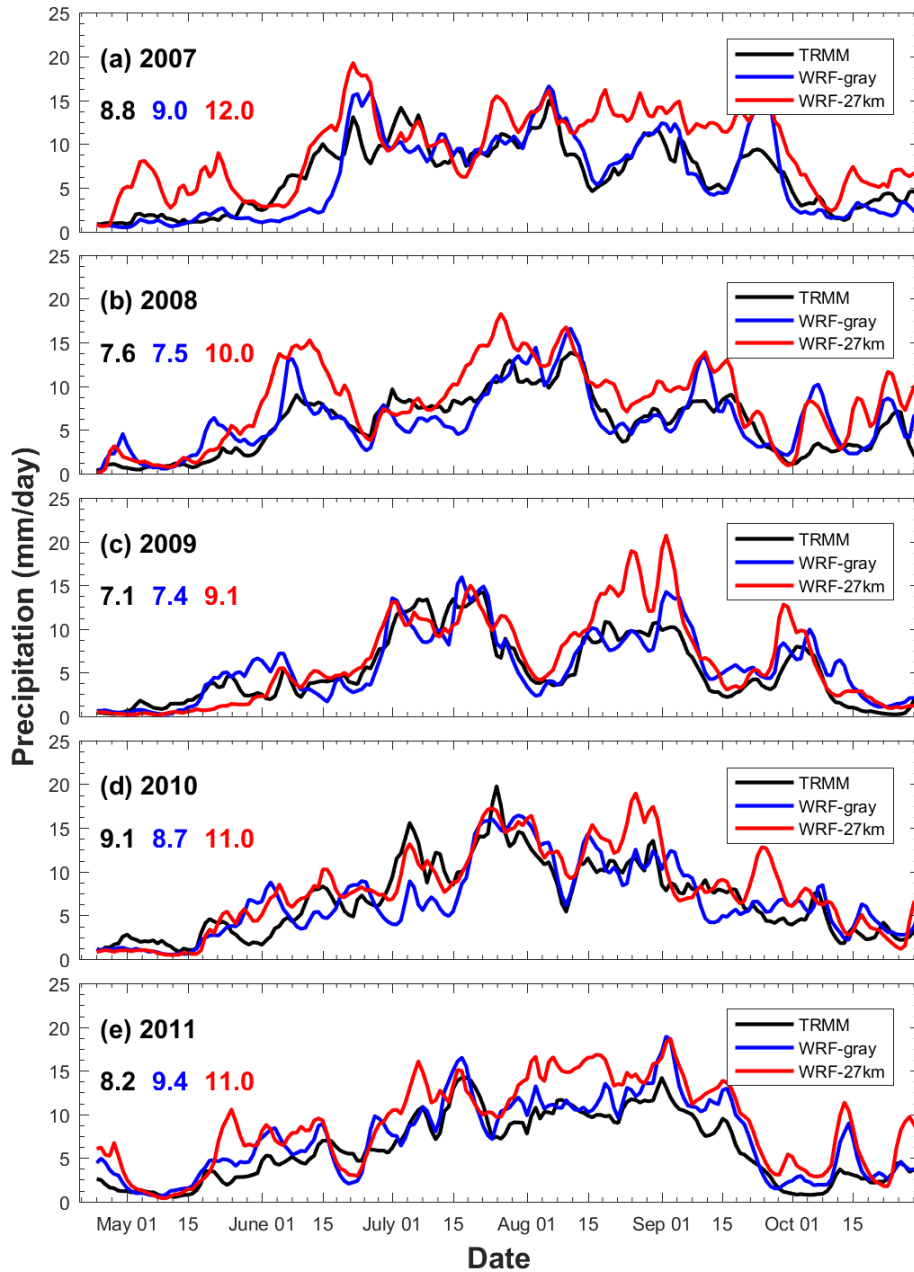 25
20
15
10
5
0
(a) 2007
8.8 9.0 12.0
TRMM
WRF-gray
WRF-27km
25
20
15
10
5
0
(b) 2008
7.6 7.5 10.0
TRMM
WRF-gray
WRF-27km
25
20
15
10
5
0
(c) 2009
7.1 7.4 9.1
TRMM
WRF-gray
WRF-27km
Precipitation (mm/day)
25
20
15
10
5
0
(d) 2010
9.1 8.7 11.0
TRMM
WRF-gray
WRF-27km
25
20
15
10
5
0
(e) 2011
8.2 9.4 11.0
TRMM
WRF-gray
WRF-27km
May 01 15 June 01 15 July 01 15 Aug 01 15 Sep 01 15 Oct 01 15
Date